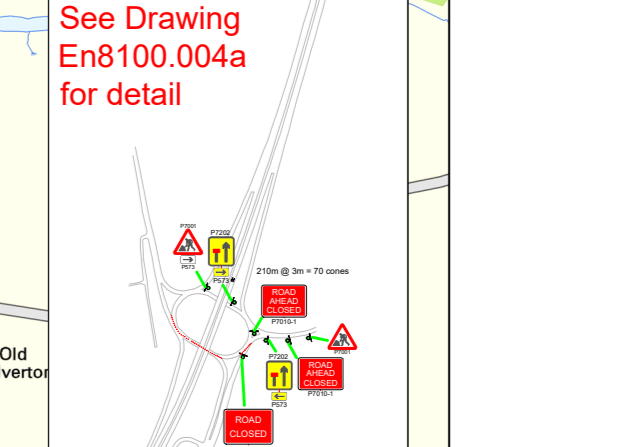 See Drawing
En8100.004a
for detail
P7001
P573
P7202
P573
210m @ 3m = 70 cones
ROAD
AHEAD
CLOSED
P7010-1
P7001
P7202
P573
ROAD
AHEAD
CLOSED
P7010-1
ROAD
CLOSED
Old
lverton